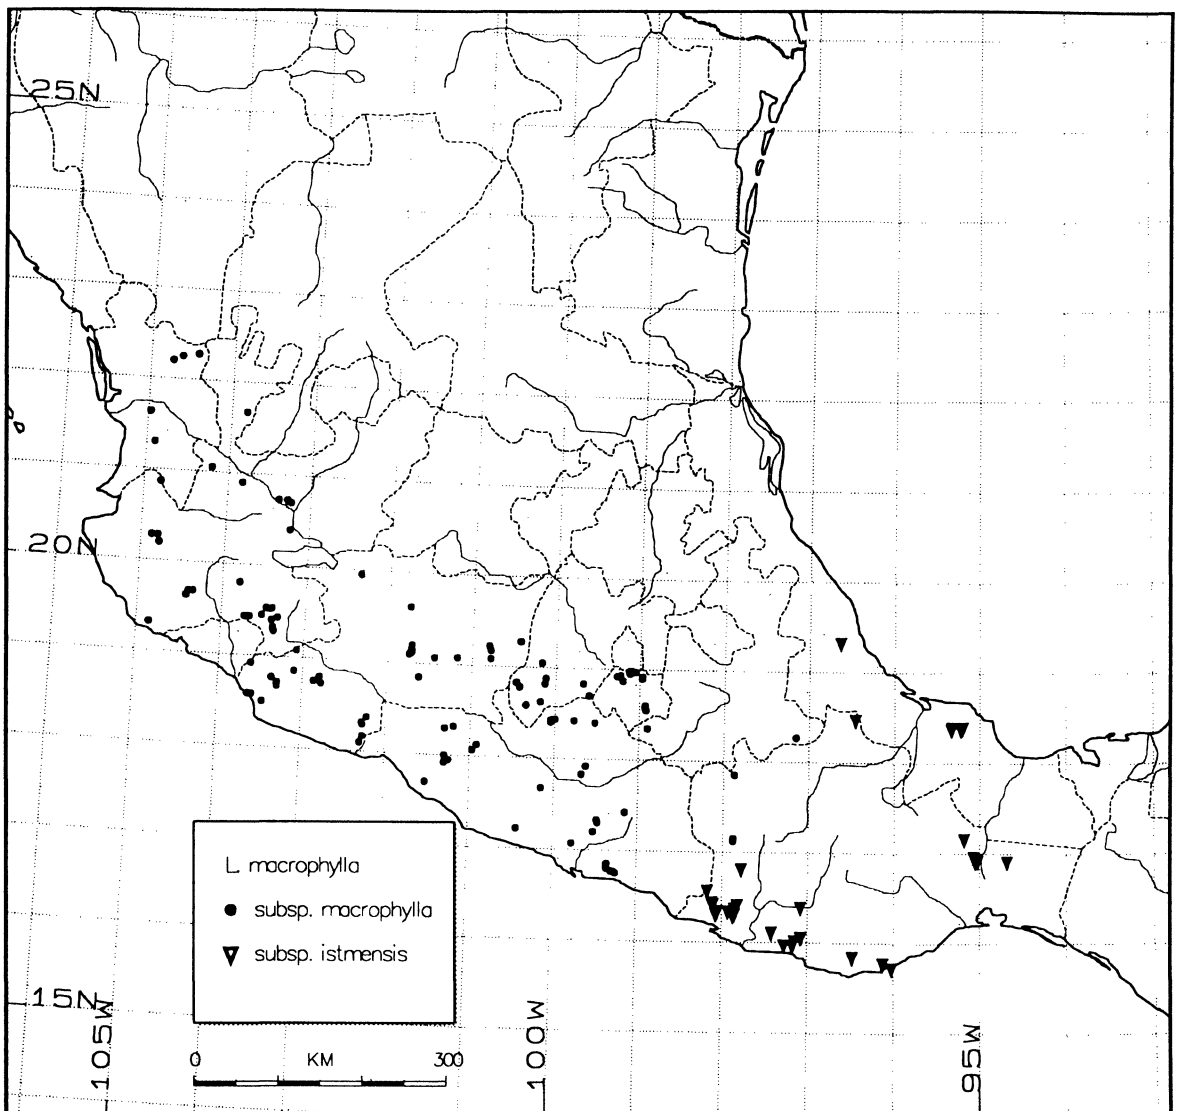 25N
20N
L macrophylla
subsp. macrophylla
subsp. istmensis
15N
105W
100W
95W
0 KM 300